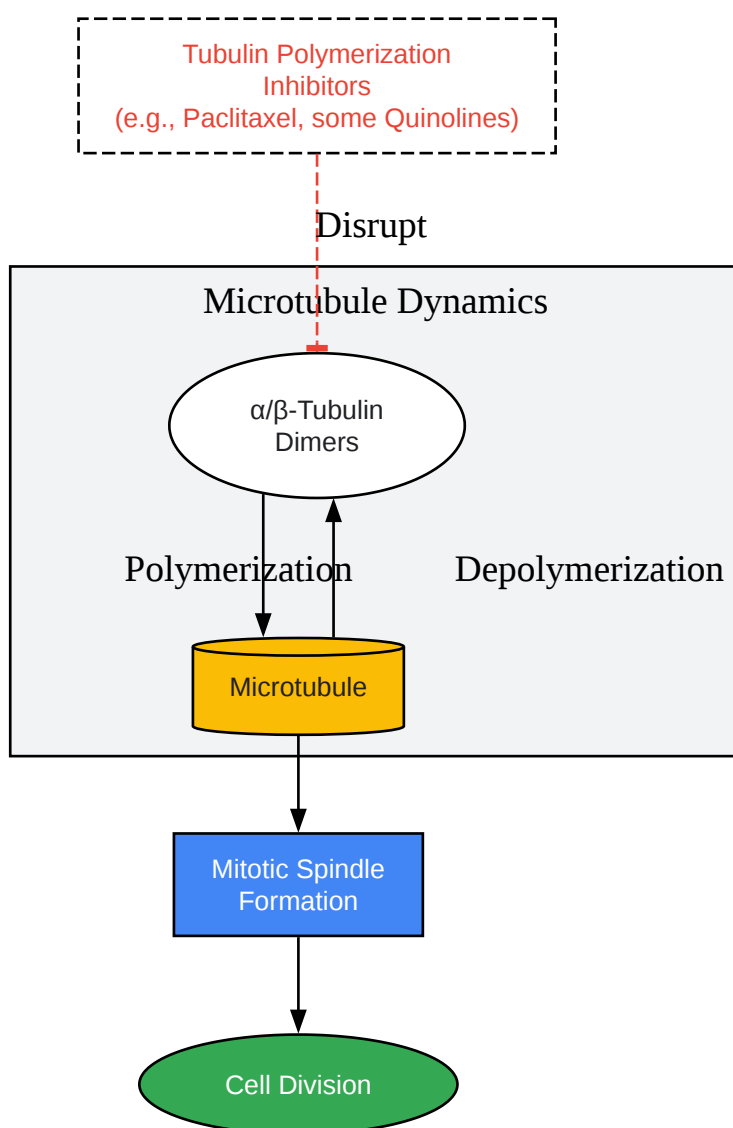 Tubulin Polymerization
Inhibitors
(e.g., Paclitaxel, some Quinolines)
Disrupt
Microtubule Dynamics
α/β-Tubulin
Dimers
Polymerization
Depolymerization
Microtubule
Mitotic Spindle
Formation
Cell Division